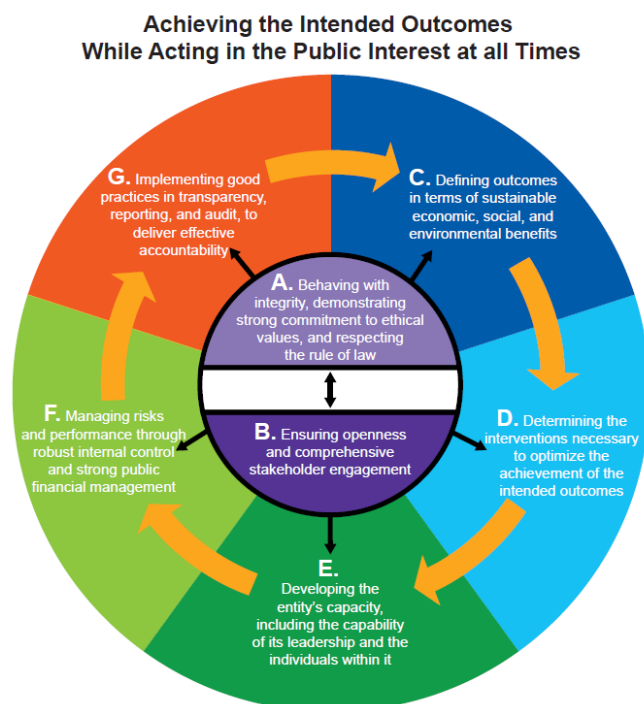 Achieving the Intended Outcomes
While Acting in the Public Interest at all Times
G. Implementing good
practices in transparency,
reporting, and audit, to
deliver effective
accountability
C. Defining outcomes
in terms of sustainable
economic, social, and
environmental benefits
A. Behaving with
integrity, demonstrating
strong commitment to ethical
values, and respecting
the rule of law
B. Ensuring openness
and comprehensive
stakeholder engagement
F. Managing risks
and performance through
robust internal control
and strong public
financial management
D. Determining the
interventions necessary
to optimize the
achievement of the
intended outcomes
E.
Developing the
entity's capacity,
including the capability
of its leadership and the
individuals within it